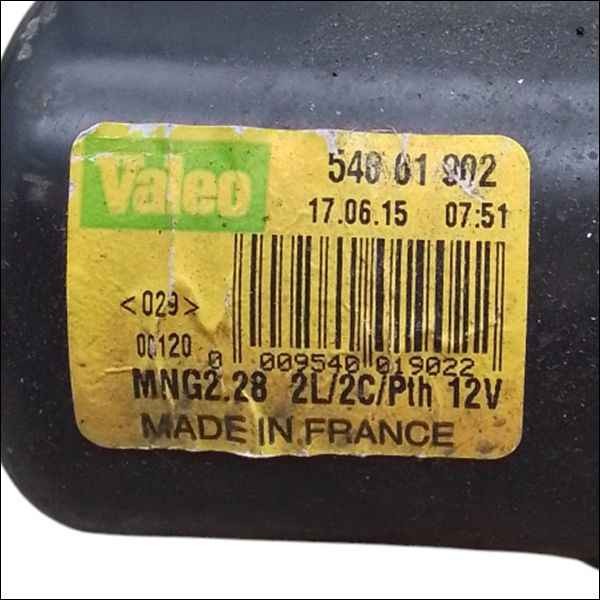 Valeo
540 01 902
17.06.15 07:51
<029>
00120
0 009540 019022
MNG2.28 2L/2C/Pth 12V
MADE IN FRANCE